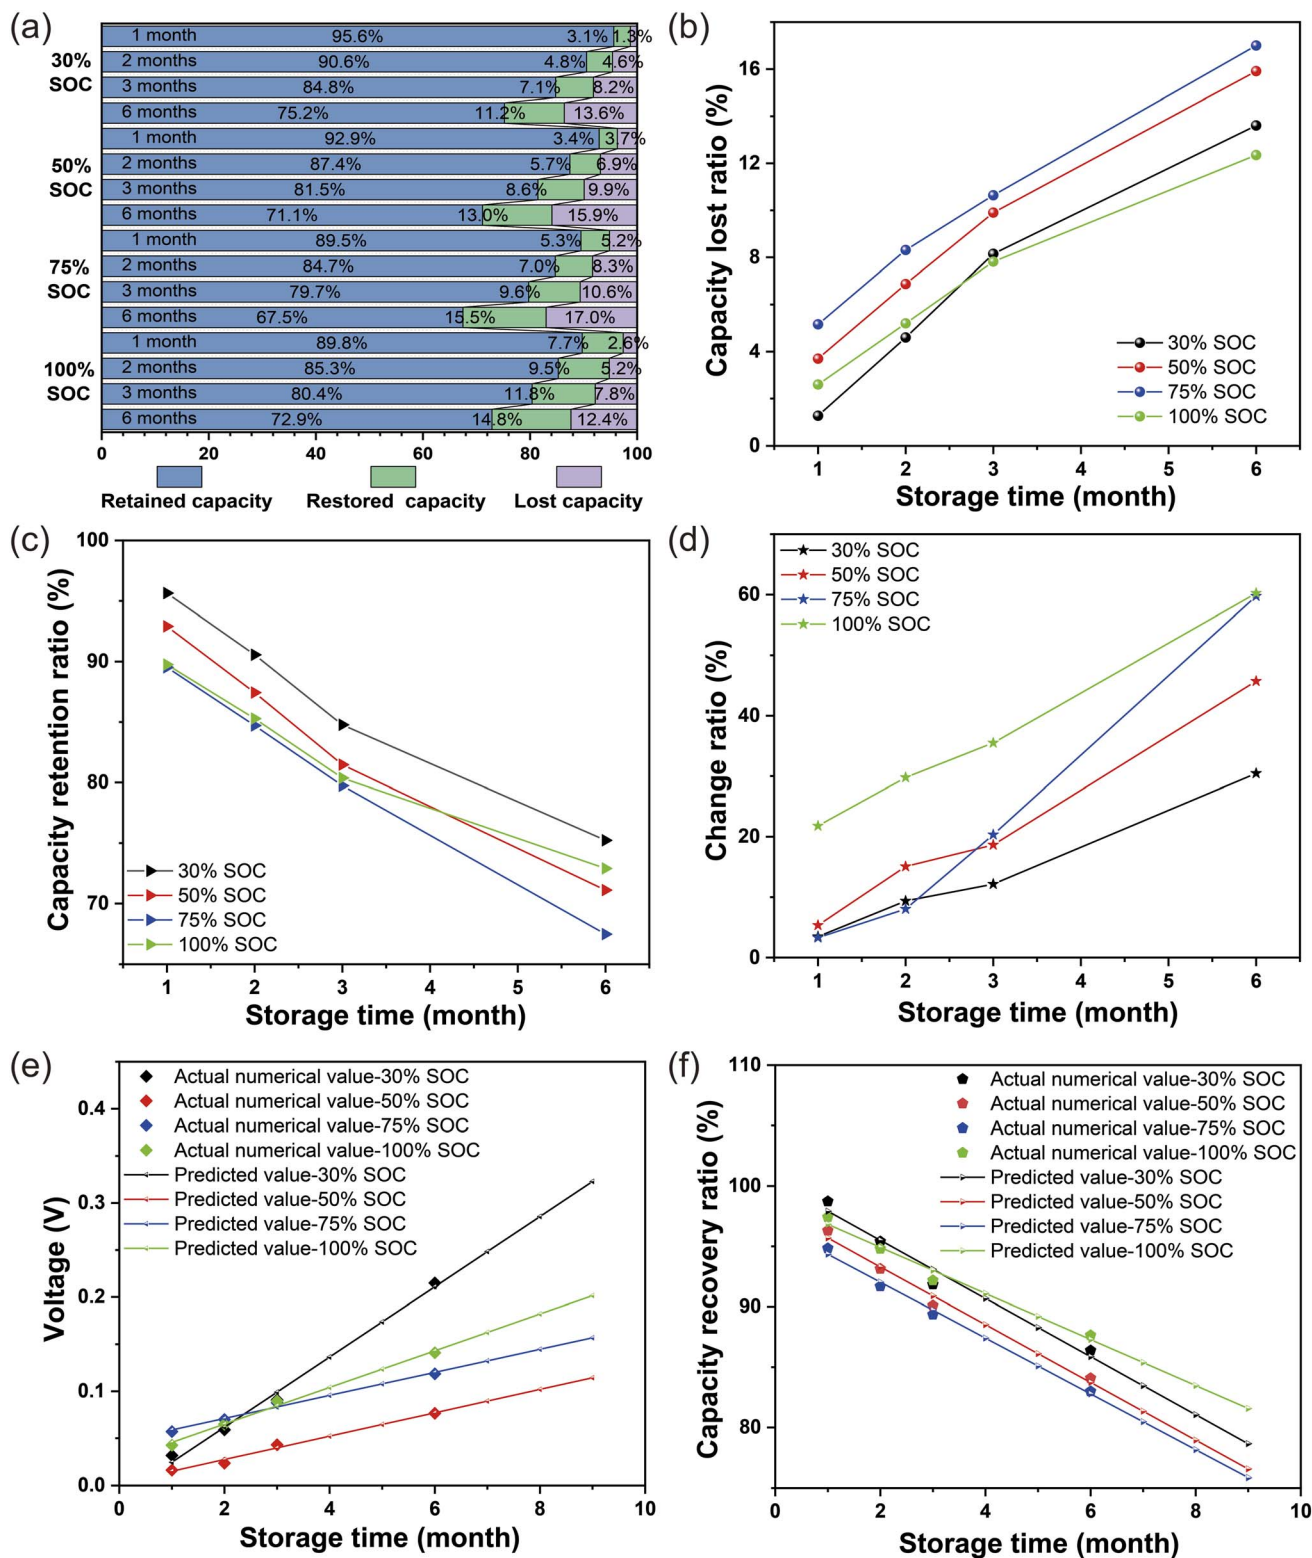 (a)
30%
SOC
1 month 95.6% 3.1% 1.3%
2 months 90.6% 4.8% 4.6%
3 months 84.8% 7.1% 8.2%
6 months 75.2% 11.2% 13.6%
50%
SOC
1 month 92.9% 3.4% 3.7%
2 months 87.4% 5.7% 6.9%
3 months 81.5% 8.6% 9.9%
6 months 71.1% 13.0% 15.9%
75%
SOC
1 month 89.5% 5.3% 5.2%
2 months 84.7% 7.0% 8.3%
3 months 79.7% 9.6% 10.6%
6 months 67.5% 15.5% 17.0%
100%
SOC
1 month 89.8% 7.7% 2.6%
2 months 85.3% 9.5% 5.2%
3 months 80.4% 11.8% 7.8%
6 months 72.9% 14.8% 12.4%
0 20 40 60 80 100
Retained capacity Restored capacity Lost capacity
(b)
Capacity lost ratio (%)
16
12
8
4
0
30% SOC
50% SOC
75% SOC
100% SOC
1 2 3 4 5 6
Storage time (month)
(c)
Capacity retention ratio (%)
100
90
80
70
30% SOC
50% SOC
75% SOC
100% SOC
1 2 3 4 5 6
Storage time (month)
(d)
Change ratio (%)
60
40
20
0
30% SOC
50% SOC
75% SOC
100% SOC
1 2 3 4 5 6
Storage time (month)
(e)
Voltage (V)
0.4
0.3
0.2
0.1
0.0
Actual numerical value-30% SOC
Actual numerical value-50% SOC
Actual numerical value-75% SOC
Actual numerical value-100% SOC
Predicted value-30% SOC
Predicted value-50% SOC
Predicted value-75% SOC
Predicted value-100% SOC
0 2 4 6 8 10
Storage time (month)
(f)
Capacity recovery ratio (%)
110
100
90
80
Actual numerical value-30% SOC
Actual numerical value-50% SOC
Actual numerical value-75% SOC
Actual numerical value-100% SOC
Predicted value-30% SOC
Predicted value-50% SOC
Predicted value-75% SOC
Predicted value-100% SOC
0 2 4 6 8 10
Storage time (month)